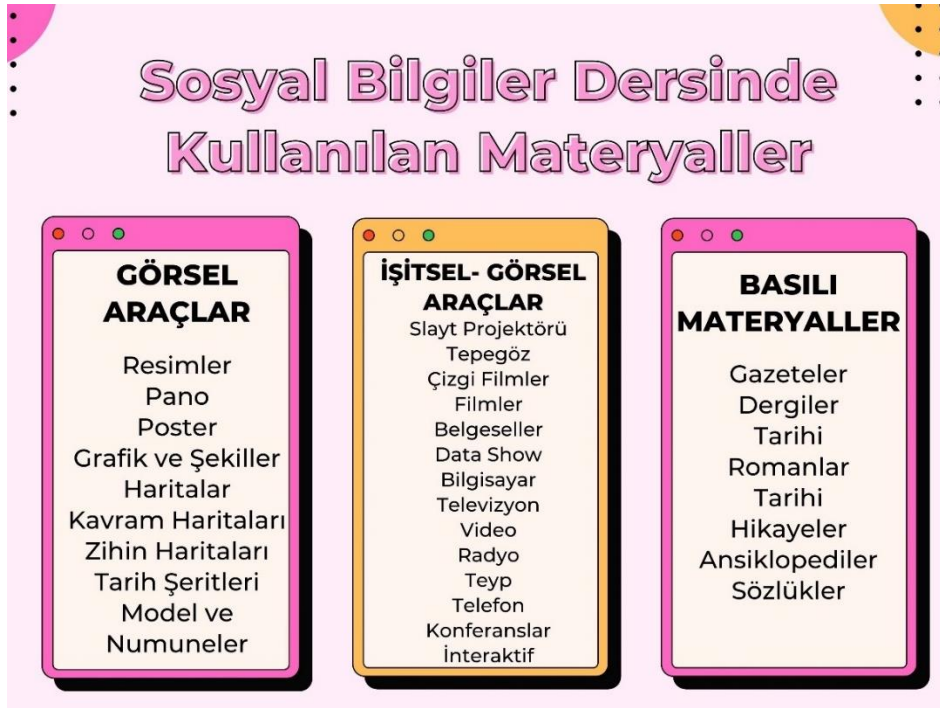 Sosyal Bilgiler Dersinde
Kullanılan Materyaller
GÖRSEL
ARAÇLAR
Resimler
Pano
Poster
Grafik ve Şekiller
Haritalar
Kavram Haritaları
Zihin Haritaları
Tarih Şeritleri
Model ve
Numuneler
İŞİTSEL- GÖRSEL
ARAÇLAR
Slayt Projektörü
Tepegöz
Çizgi Filmler
Filmler
Belgeseller
Data Show
Bilgisayar
Televizyon
Video
Radyo
Teyp
Telefon
Konferanslar
İnteraktif
BASILI
MATERYALLER
Gazeteler
Dergiler
Tarihi
Romanlar
Tarihi
Hikayeler
Ansiklopediler
Sözlükler